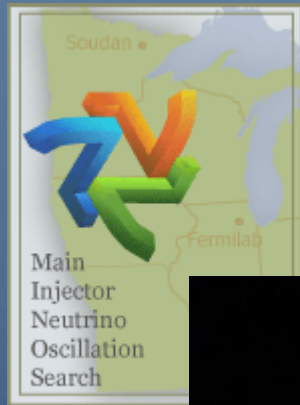 Soudan
Fermilab
Main
Injector
Neutrino
Oscillation
Search